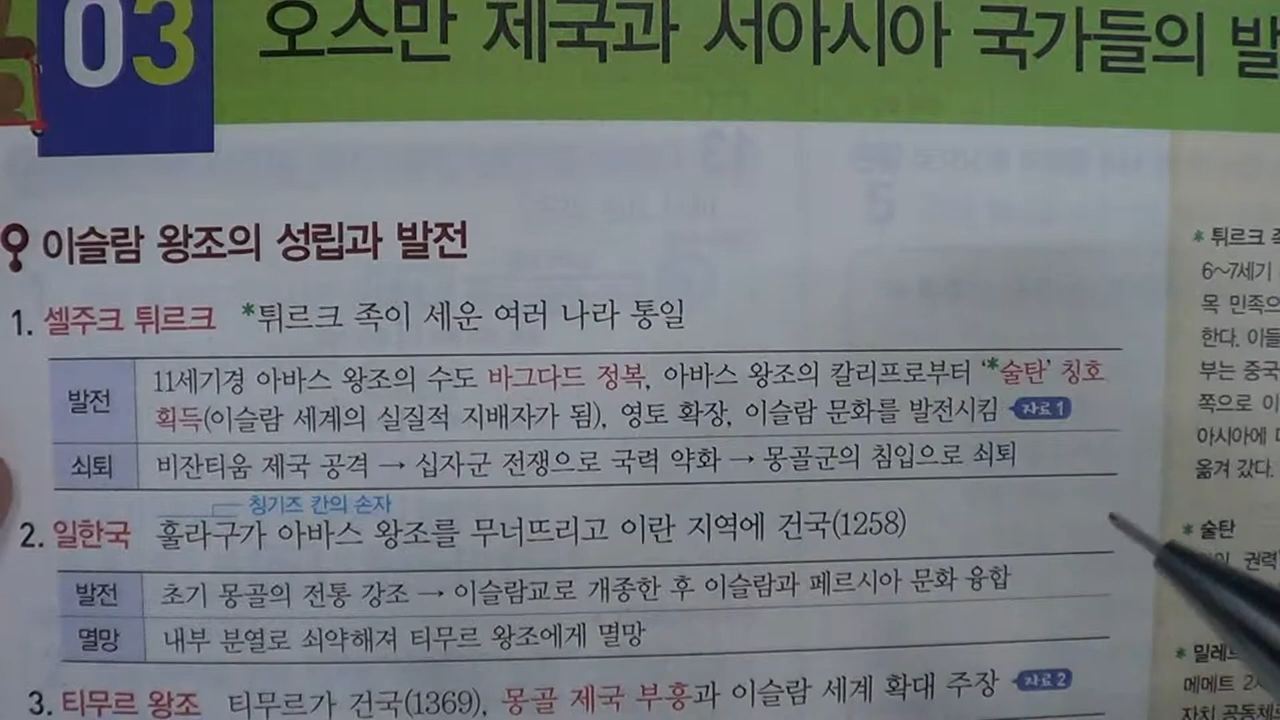 03 오스만 제국과 서아시아 국가들의 발
이슬람 왕조의 성립과 발전
1. 셀주크 튀르크 *튀르크 족이 세운 여러 나라 통일
발전 11세기경 아바스 왕조의 수도 바그다드 정복, 아바스 왕조의 칼리프로부터 '*술탄' 칭호
획득(이슬람 세계의 실질적 지배자가 됨), 영토 확장, 이슬람 문화를 발전시킴 자료1
쇠퇴 비잔티움 제국 공격 → 십자군 전쟁으로 국력 약화 → 몽골군의 침입으로 쇠퇴
칭기즈 칸의 손자
2. 일한국 훌라구가 아바스 왕조를 무너뜨리고 이란 지역에 건국(1258)
발전 초기 몽골의 전통 강조 → 이슬람교로 개종한 후 이슬람과 페르시아 문화 융합
멸망 내부 분열로 쇠약해져 티무르 왕조에게 멸망
3. 티무르 왕조 티무르가 건국(1369), 몽골 제국 부흥과 이슬람 세계 확대 주장 자료2
* 튀르크 족
6~7세기
목 민족으
한다. 이들
부는 중국
쪽으로 이
아시아에
옮겨 갔다.
* 술탄
권력
* 밀레트
메메트 2
자치 공동체